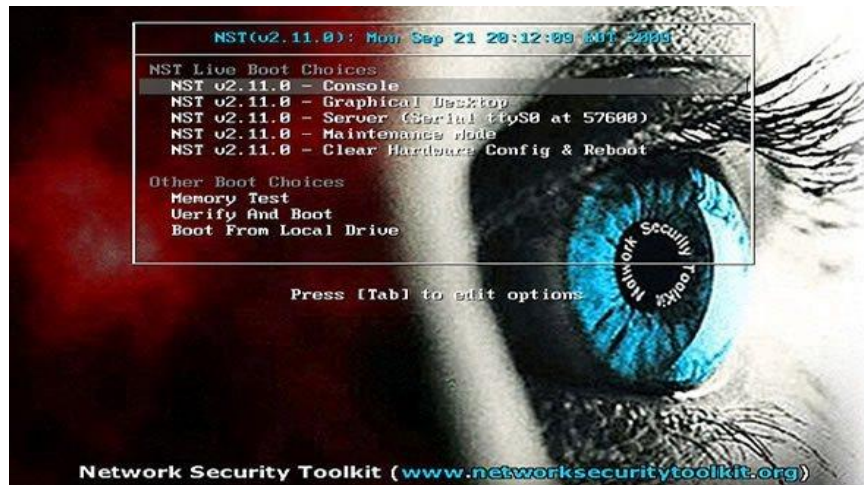 NST(v2.11.0): Mon Sep 21 20:12:09 EDT 2009
NST Live Boot Choices
NST v2.11.0 - Console
NST v2.11.0 - Graphical Desktop
NST v2.11.0 - Server (Serial ttyS0 at 57600)
NST v2.11.0 - Maintenance Mode
NST v2.11.0 - Clear Hardware Config & Reboot
Other Boot Choices
Memory Test
Verify And Boot
Boot From Local Drive
Network Security Toolkit
Press [Tab] to edit options
Network Security Toolkit (www.networksecuritytoolkit.org)